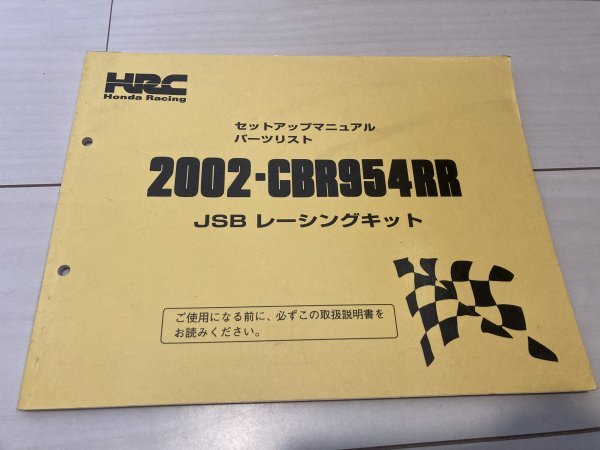 HRC
Honda Racing
セットアップマニュアル
パーツリスト
2002-CBR954RR
JSB レーシングキット
ご使用になる前に、必ずこの取扱説明書を
お読みください。